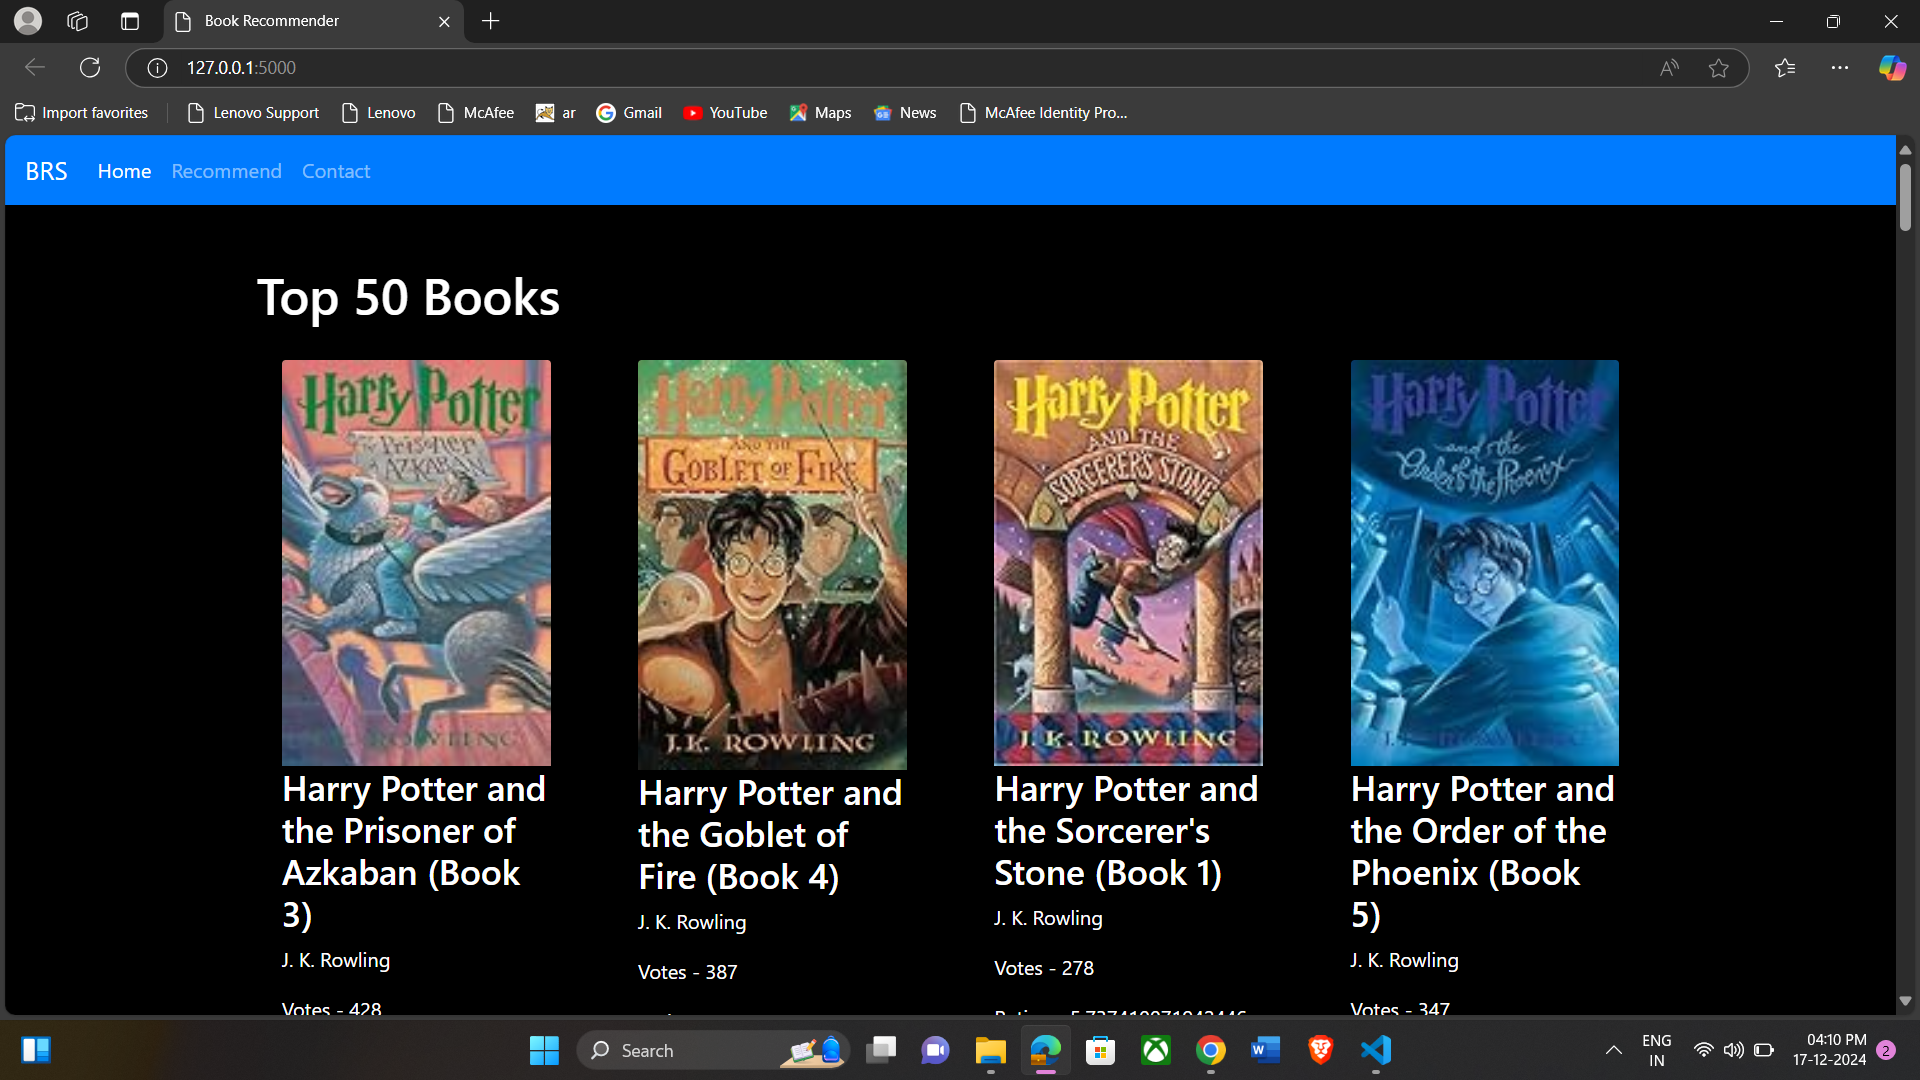 Book Recommender
127.0.0.1:5000
Import favorites
Lenovo Support
Lenovo
McAfee
ar
Gmail
YouTube
Maps
News
McAfee Identity Pro...
BRS Home Recommend Contact
Top 50 Books
Harry Potter
the Prisoner
of AZKABAN
J.K. ROWLING
Harry Potter and
the Prisoner of
Azkaban (Book
3)
J. K. Rowling
Votes - 428
Harry Potter
AND THE
GOBLET OF FIRE
J.K. ROWLING
Harry Potter and
the Goblet of
Fire (Book 4)
J. K. Rowling
Votes - 387
Harry Potter
AND THE
SORCERER'S STONE
J.K. ROWLING
Harry Potter and
the Sorcerer's
Stone (Book 1)
J. K. Rowling
Votes - 278
Harry Potter
and the
Order of the Phoenix
Harry Potter and
the Order of the
Phoenix (Book
5)
J. K. Rowling
Votes - 347
Search
ENG
IN
04:10 PM
17-12-2024
2